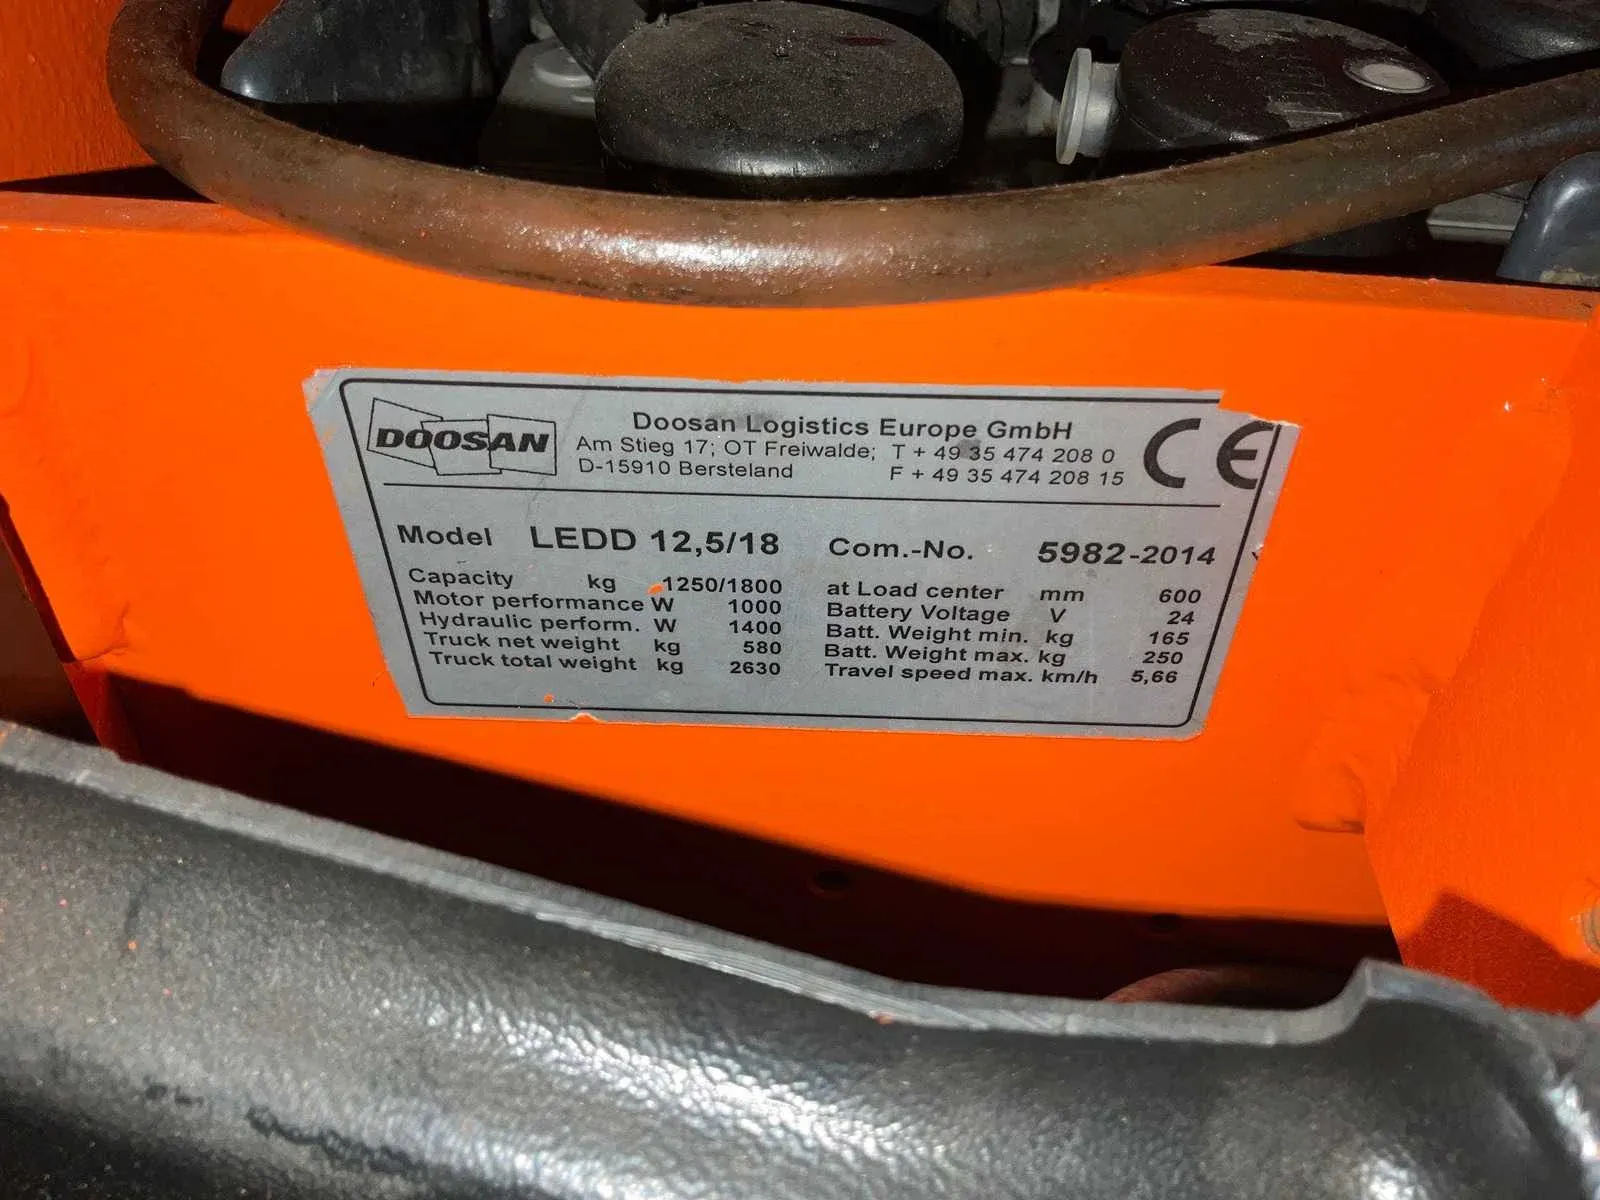 DOOSAN
Doosan Logistics Europe GmbH
Am Stieg 17; OT Freiwalde; T + 49 35 474 208 0
D-15910 Bersteland F + 49 35 474 208 15
CE
Model LEDD 12,5/18 Com.-No. 5982-2014
Capacity kg 1250/1800 at Load center mm 600
Motor performance W 1000 Battery Voltage V 24
Hydraulic perform. W 1400 Batt. Weight min. kg 165
Truck net weight kg 580 Batt. Weight max. kg 250
Truck total weight kg 2630 Travel speed max. km/h 5,66